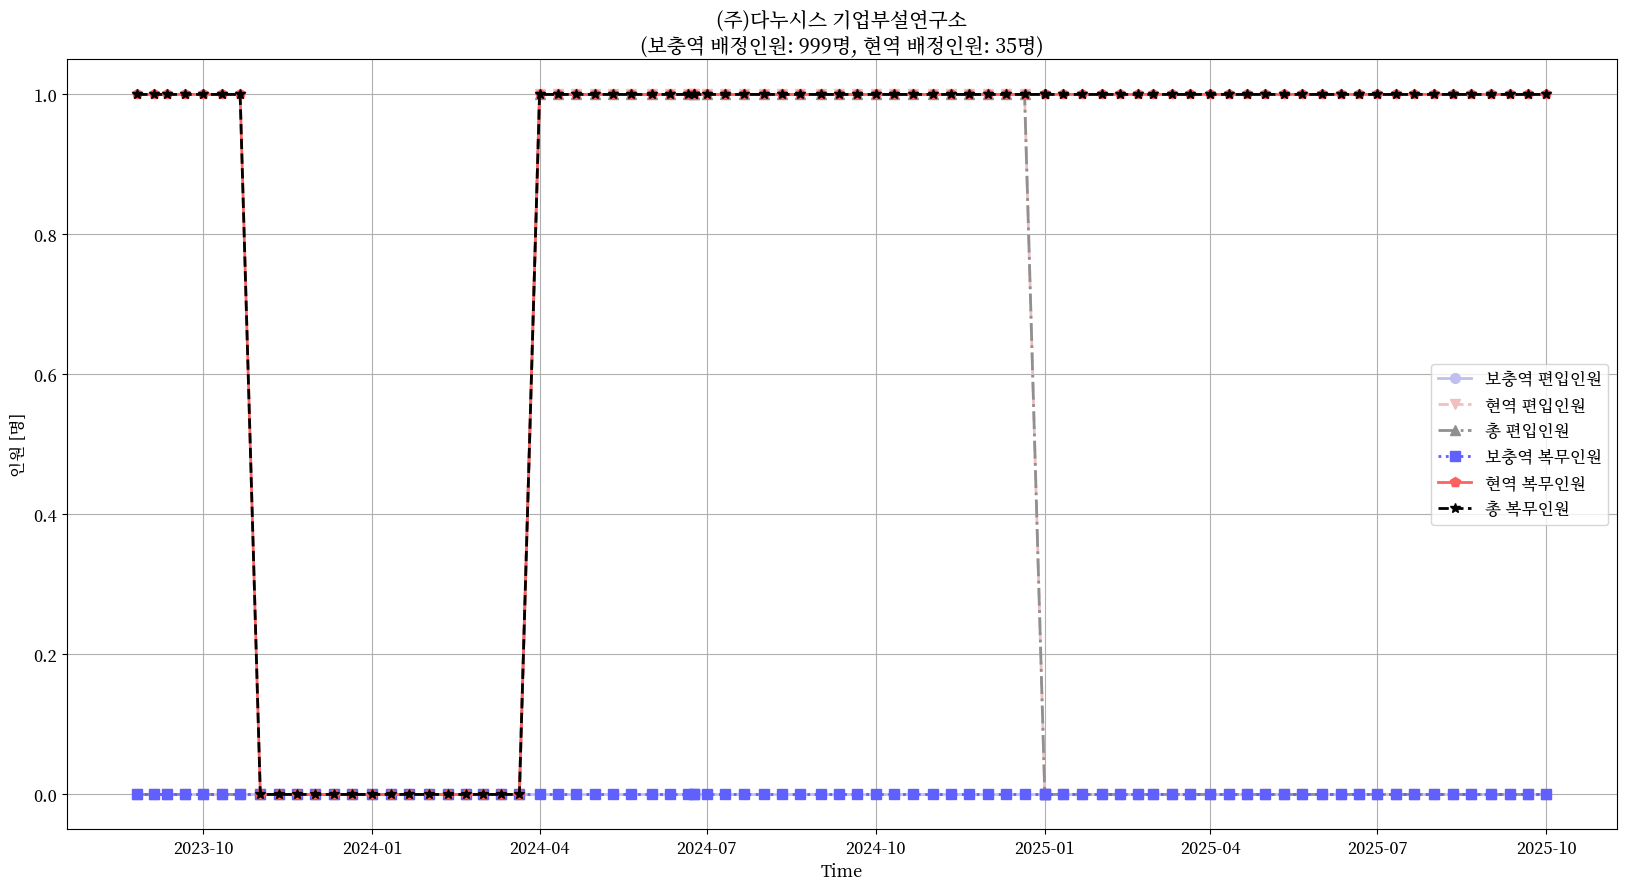 (주)다누시스 기업부설연구소
(보충역 배정인원: 999명, 현역 배정인원: 35명)
인원 [명]
1.0
0.8
0.6
0.4
0.2
0.0
보충역 편입인원
현역 편입인원
총 편입인원
보충역 복무인원
현역 복무인원
총 복무인원
2023-10
2024-01
2024-04
2024-07
2024-10
2025-01
2025-04
2025-07
2025-10
Time